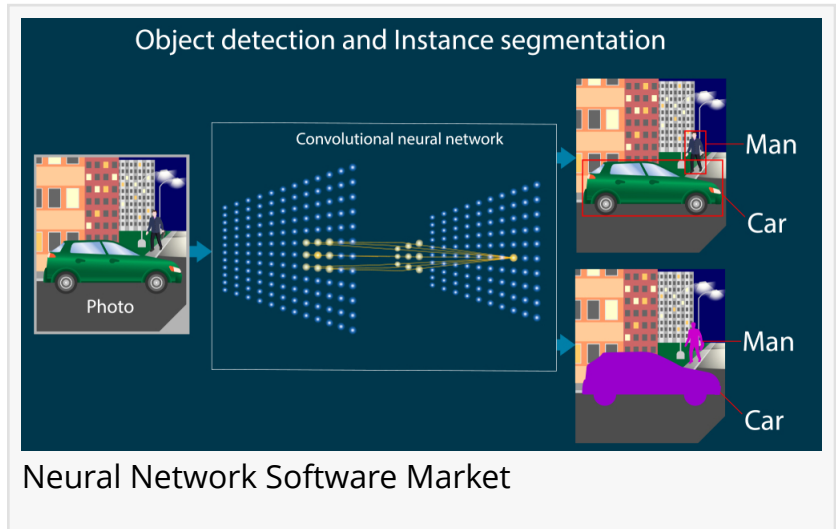 Object detection and Instance segmentation
Convolutional neural network
Photo
Man
Car
Man
Car
Neural Network Software Market